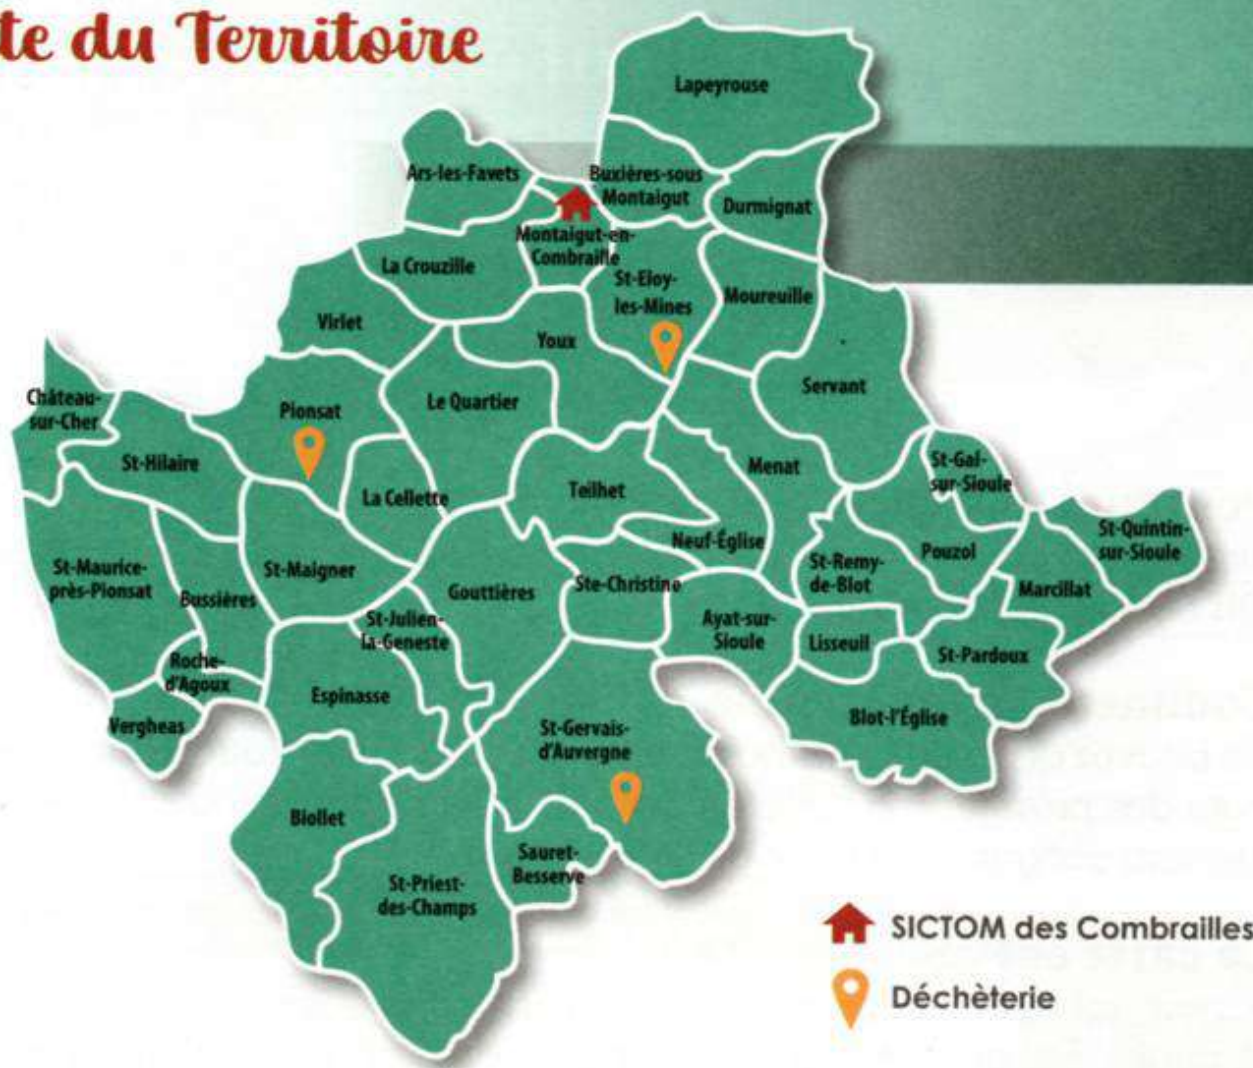 te du Territoire
Lapeyrouse
Ars-les-Favets
Buxières-sous
Montaigut
Durmignat
Montaigut-en-
Combraille
La Crouzille
St-Eloy-
les-Mines
Moureuille
Virlet
Youx
Servant
Château-
sur-Cher
Pionsat
Le Quartier
St-Hilaire
La Cellette
Teilhet
Menat
St-Gal-
sur-Sioule
St-Quintin-
sur-Sioule
St-Maurice-
près-Pionsat
Bussières
St-Maigner
Gouttières
Neuf-Église
Ste-Christine
St-Remy-
de-Blot
Pouzol
Marcillat
St-Julien-
la-Geneste
Ayat-sur-
Sioule
Lisseuil
St-Pardoux
Roche-
d'Agoux
Espinasse
Vergheas
St-Gervais-
d'Auvergne
Blot-l'Église
Biollet
Sauret-
Besserve
St-Priest-
des-Champs
SICTOM des Combrailles
Déchèterie